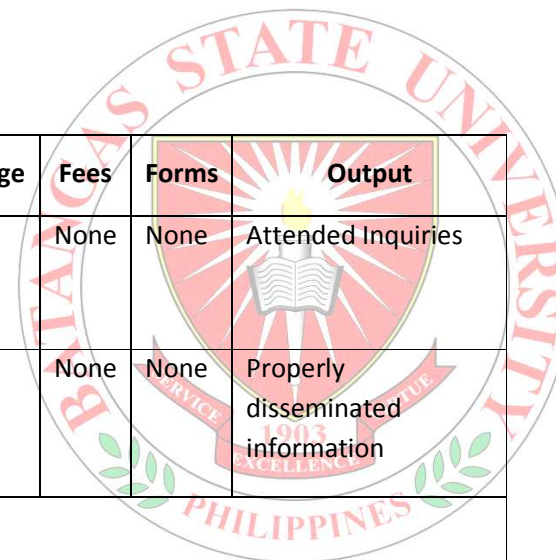 BATANGAS STATE UNIVERSITY
ge Fees Forms Output
None None Attended Inquiries
None None Properly
disseminated
information
SERVICE
1903
EXCELLENCE
PHILIPPINES